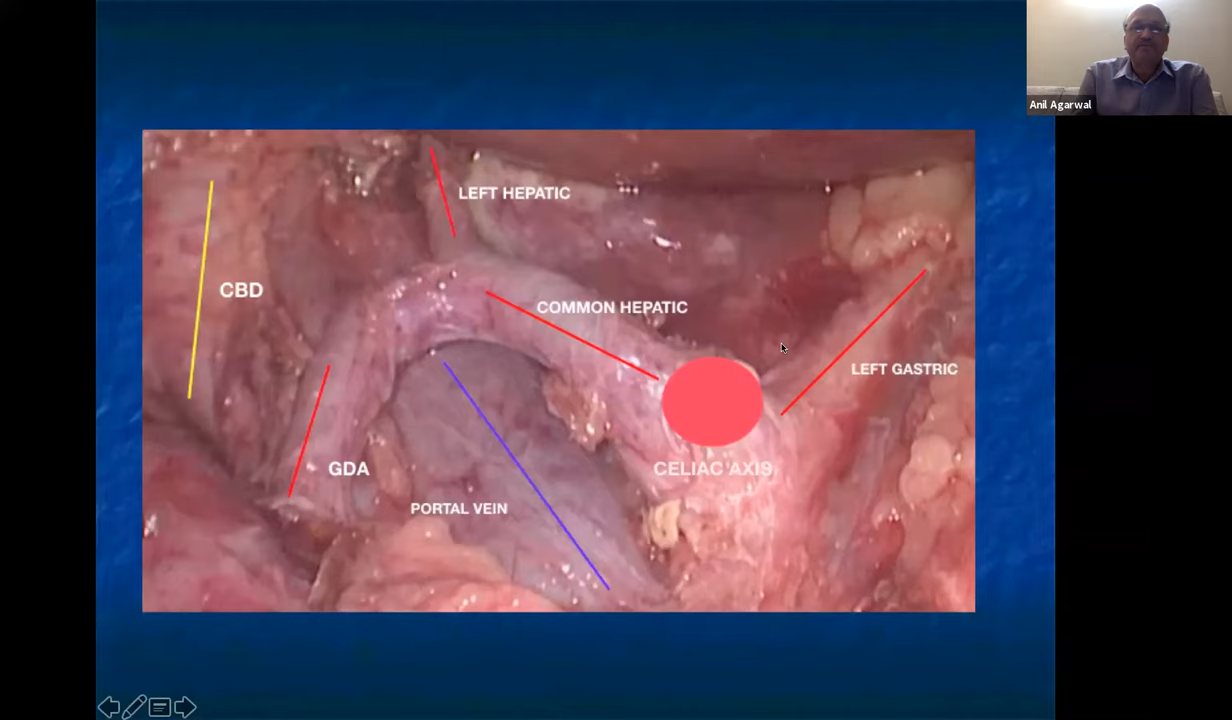 Anil Agarwal
LEFT HEPATIC
CBD
COMMON HEPATIC
LEFT GASTRIC
GDA
CELIAC AXIS
PORTAL VEIN